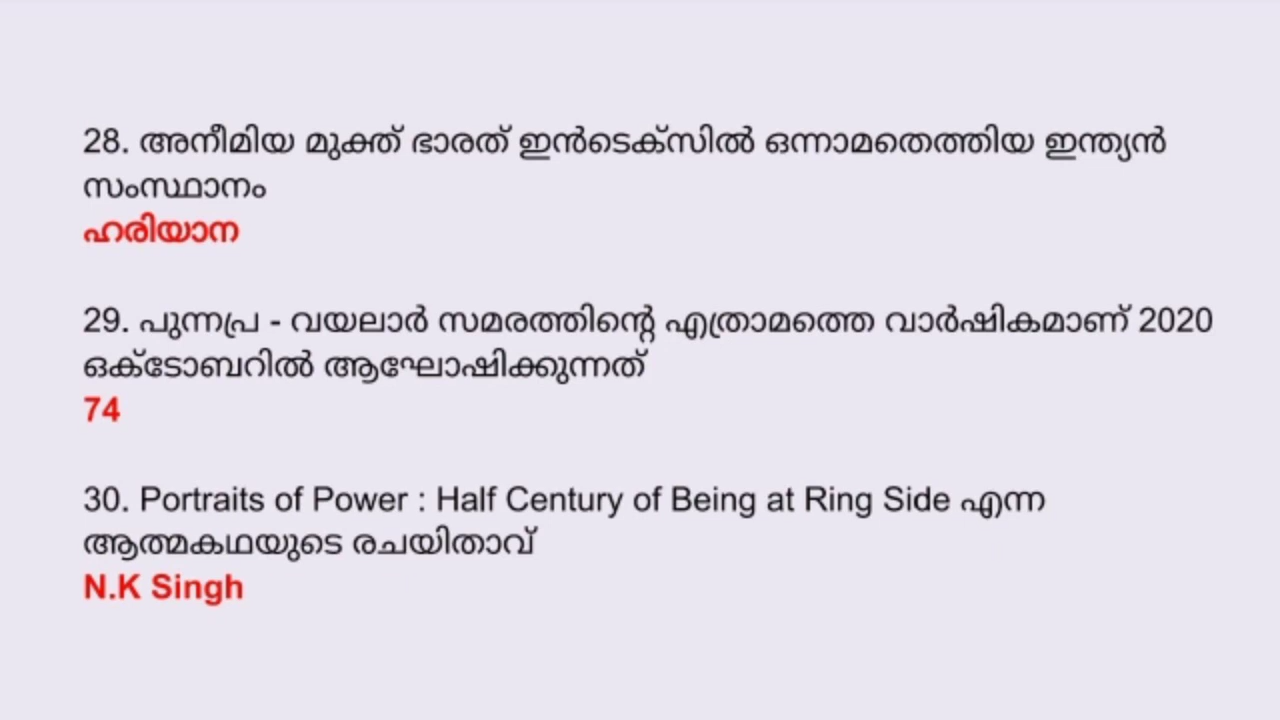 28. അനീമിയ മുക്ത് ഭാരത് ഇൻടെക്സിൽ ഒന്നാമതെത്തിയ ഇന്ത്യൻ
സംസ്ഥാനം
ഹരിയാന
29. പുന്നപ്ര - വയലാർ സമരത്തിന്റെ എത്രാമത്തെ വാർഷികമാണ് 2020
ഒക്ടോബറിൽ ആഘോഷിക്കുന്നത്
74
30. Portraits of Power : Half Century of Being at Ring Side എന്ന
ആത്മകഥയുടെ രചയിതാവ്
N.K Singh